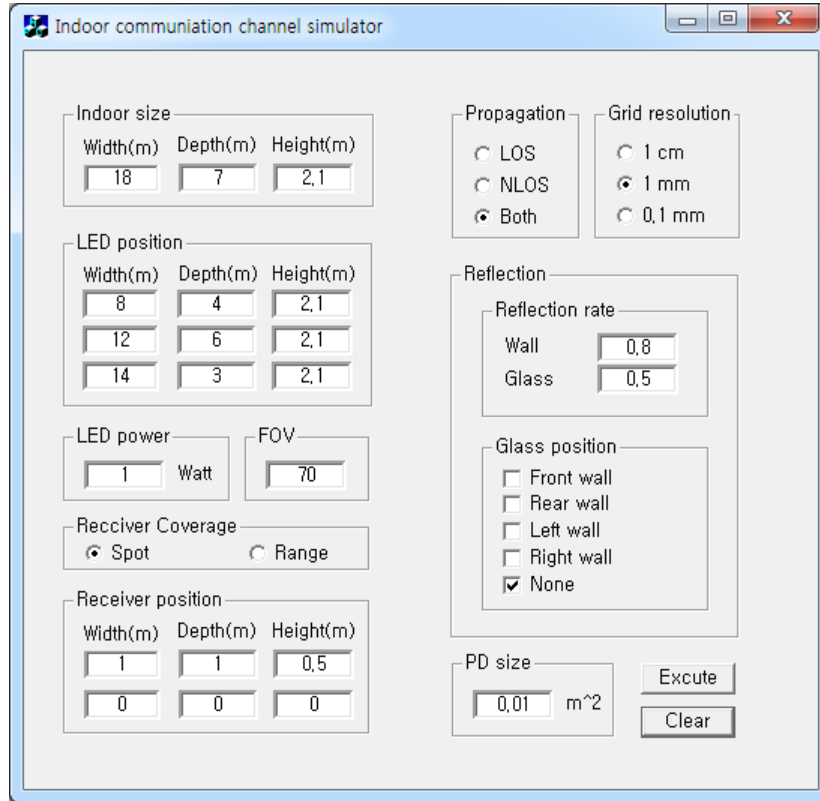 Indoor communiation channel simulator
Indoor size
Width(m) Depth(m) Height(m)
18 7 2,1
LED position
Width(m) Depth(m) Height(m)
8 4 2,1
12 6 2,1
14 3 2,1
LED power
1 Watt
FOV
70
Recciver Coverage
Spot Range
Receiver position
Width(m) Depth(m) Height(m)
1 1 0,5
0 0 0
Propagation
LOS
NLOS
Both
Grid resolution
1 cm
1 mm
0,1 mm
Reflection
Reflection rate
Wall 0,8
Glass 0,5
Glass position
Front wall
Rear wall
Left wall
Right wall
None
PD size
0,01 m^2
Excute
Clear